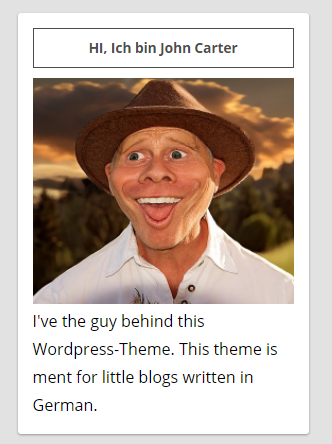 HI, Ich bin John Carter
I've the guy behind this
Wordpress-Theme. This theme is
ment for little blogs written in
German.